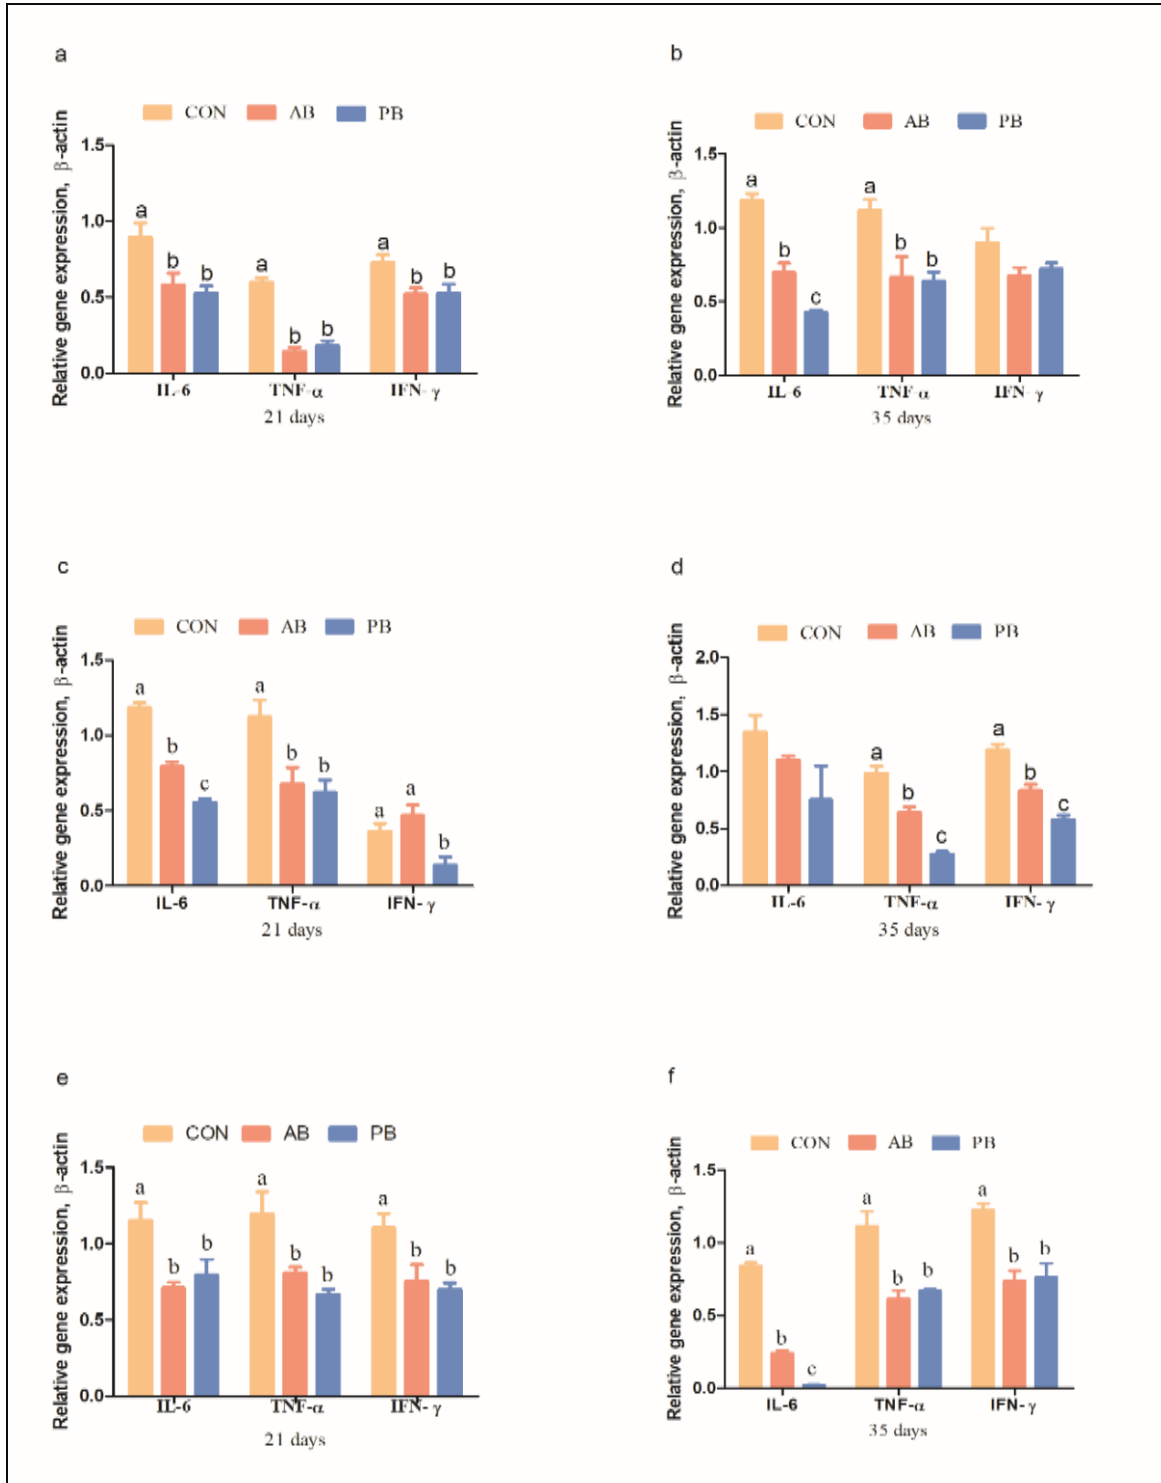 a
CON AB PB
Relative gene expression, β-actin
1.5
1.0
0.5
0.0
a b b
a b b
a b b
IL-6 TNF-α IFN-γ
21 days
b
CON AB PB
Relative gene expression, β-actin
1.5
1.0
0.5
0.0
a b c
a b b
IL-6 TNF α IFN-γ
35 days
c
CON AB PB
Relative gene expression, β-actin
1.5
1.0
0.5
0.0
a b c
a b b
a a b
IL-6 TNF-α IFN-γ
21 days
d
CON AB PB
Relative gene expression, β-actin
2.0
1.5
1.0
0.5
0.0
a b c
a b c
IL-6 TNF-α IFN-γ
35 days
e
CON AB PB
Relative gene expression, β-actin
1.5
1.0
0.5
0.0
a b b
a b b
a b b
IL-6 TNF-α IFN-γ
21 days
f
CON AB PB
Relative gene expression, β-actin
1.5
1.0
0.5
0.0
a b c
a b b
a b b
IL-6 TNF-α IFN-γ
35 days